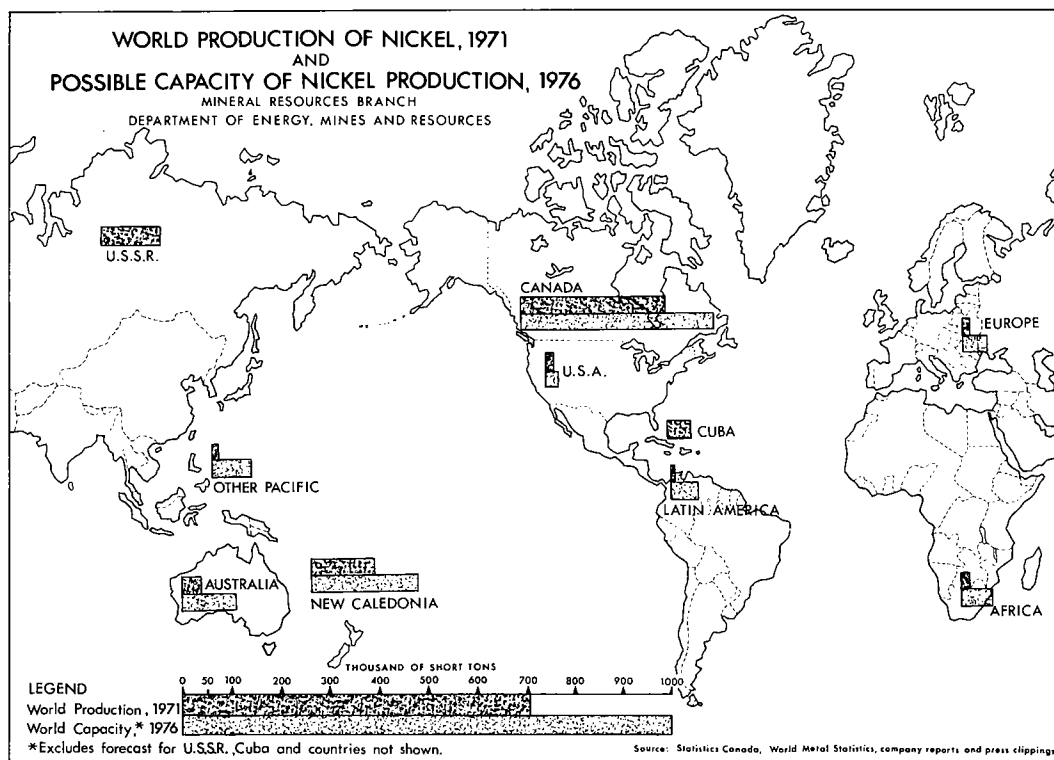 WORLD PRODUCTION OF NICKEL, 1971
AND
POSSIBLE CAPACITY OF NICKEL PRODUCTION, 1976
MINERAL RESOURCES BRANCH
DEPARTMENT OF ENERGY, MINES AND RESOURCES
U.S.S.R.
CANADA
EUROPE
U.S.A.
CUBA
OTHER PACIFIC
LATIN AMERICA
AUSTRALIA
NEW CALEDONIA
AFRICA
THOUSAND OF SHORT TONS
LEGEND
0 50 100 200 300 400 500 600 700 800 900 1000
World Production, 1971
World Capacity,* 1976
*Excludes forecast for U.S.S.R., Cuba and countries not shown.
Source: Statistics Canada, World Metal Statistics, company reports and press clippings